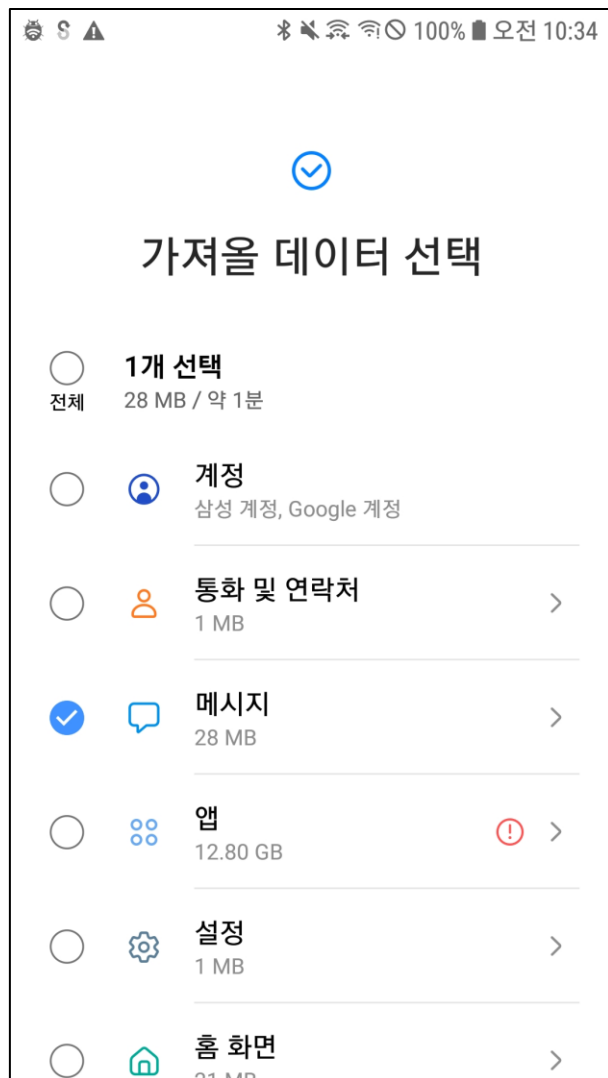 100% 오전 10:34
가져올 데이터 선택
1개 선택
전체
28 MB / 약 1분
계정
삼성 계정, Google 계정
통화 및 연락처
1 MB
메시지
28 MB
앱
12.80 GB
설정
1 MB
홈 화면